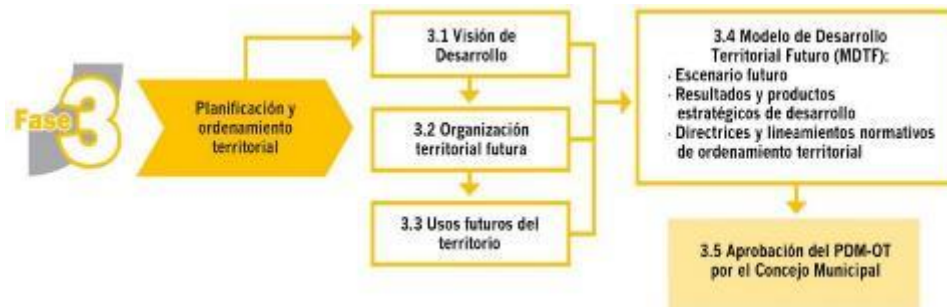 Fase 3
Planificación y
ordenamiento
territorial
3.1 Visión de
Desarrollo
3.2 Organización
territorial futura
3.3 Usos futuros del
territorio
3.4 Modelo de Desarrollo
Territorial Futuro (MDTF):
· Escenario futuro
· Resultados y productos
estratégicos de desarrollo
· Directrices y lineamientos normativos
de ordenamiento territorial
3.5 Aprobación del PDM-OT
por el Concejo Municipal